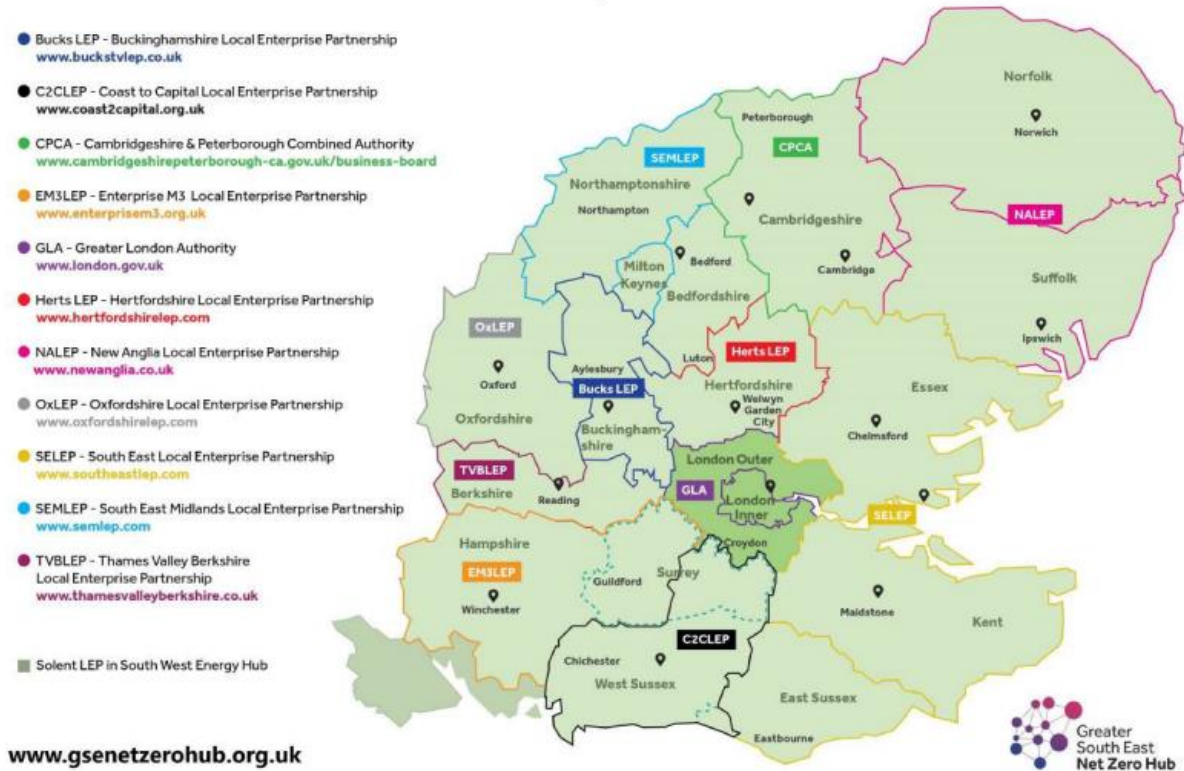 Bucks LEP - Buckinghamshire Local Enterprise Partnership
www.buckstvlep.co.uk
C2CLEP - Coast to Capital Local Enterprise Partnership
www.coast2capital.org.uk
CPCA - Cambridgeshire & Peterborough Combined Authority
www.cambridgeshirepeterborough-ca.gov.uk/business-board
EM3LEP - Enterprise M3 Local Enterprise Partnership
www.enterprisem3.org.uk
GLA - Greater London Authority
www.london.gov.uk
Herts LEP - Hertfordshire Local Enterprise Partnership
www.hertfordshirelep.com
NALEP - New Anglia Local Enterprise Partnership
www.newanglia.co.uk
OxLEP - Oxfordshire Local Enterprise Partnership
www.oxfordshirelep.com
SELEP - South East Local Enterprise Partnership
www.southeastlep.com
SEMLEP - South East Midlands Local Enterprise Partnership
www.semlep.com
TVBLEP - Thames Valley Berkshire
Local Enterprise Partnership
www.thamesvalleyberkshire.co.uk
Solent LEP in South West Energy Hub
www.gsenetzerohub.org.uk
Norfolk
Norwich
Peterborough
CPCA
SEMLEP
Northamptonshire
Northampton
Cambridgeshire
NALEP
Bedford
Cambridge
Milton
Keynes
Suffolk
Bedfordshire
OxLEP
Ipswich
Luton
Herts LEP
Oxford
Aylesbury
Bucks LEP
Hertfordshire
Essex
Welwyn
Garden
City
Oxfordshire
Buckingham-
shire
Chelmsford
London Outer
TVBLEP
Berkshire
Reading
GLA
London
Inner
SELEP
Croydon
Hampshire
EM3LEP
Guildford
Surrey
Winchester
Maidstone
Kent
C2CLEP
Chichester
West Sussex
East Sussex
Eastbourne
Greater
South East
Net Zero Hub